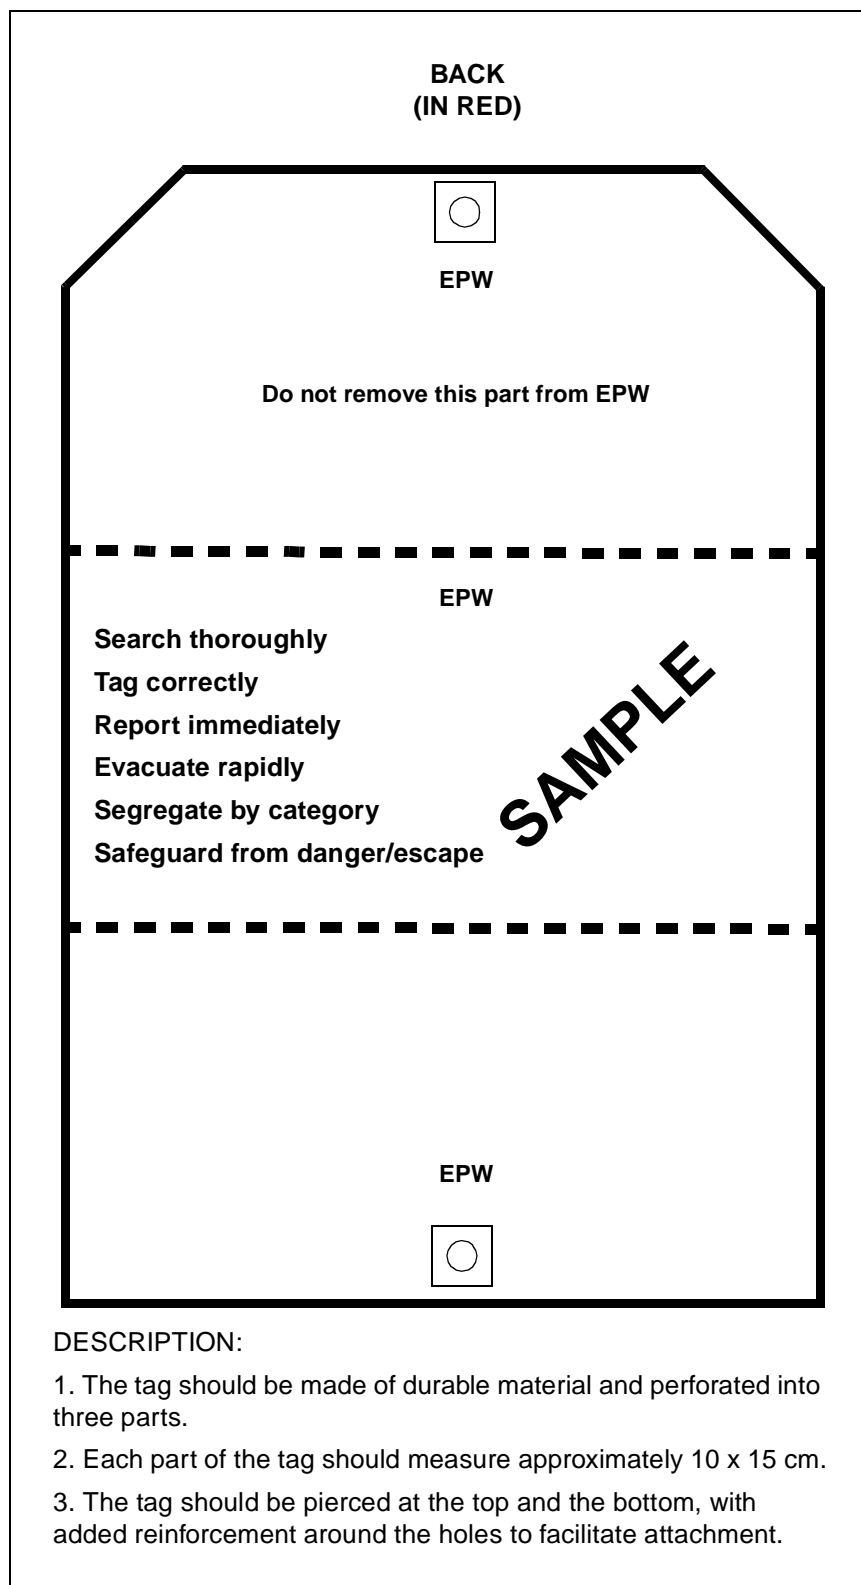 BACK
(IN RED)
EPW
Do not remove this part from EPW
EPW
Search thoroughly
Tag correctly
Report immediately
Evacuate rapidly
Segregate by category
Safeguard from danger/escape
SAMPLE
EPW
DESCRIPTION:
1. The tag should be made of durable material and perforated into
three parts.
2. Each part of the tag should measure approximately 10 x 15 cm.
3. The tag should be pierced at the top and the bottom, with
added reinforcement around the holes to facilitate attachment.